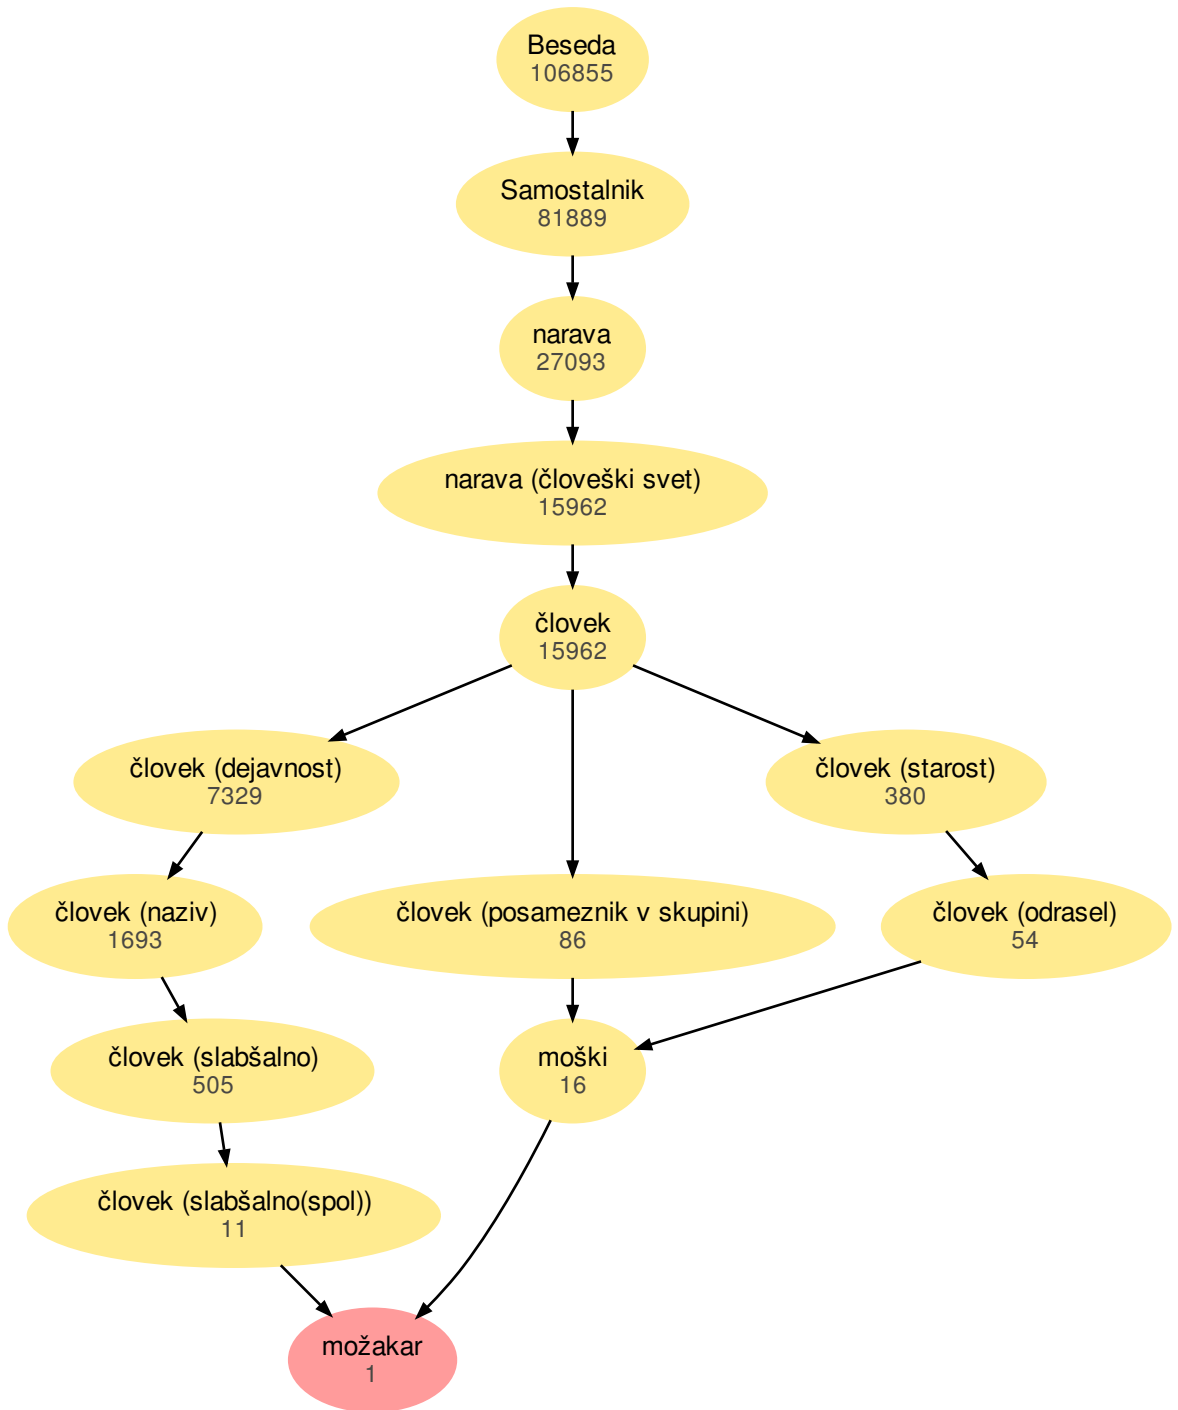 Beseda
106855
Samostalnik
81889
narava
27093
narava (človeški svet)
15962
človek
15962
človek (dejavnost)
7329
človek (starost)
380
človek (naziv)
1693
človek (posameznik v skupini)
86
človek (odrasel)
54
človek (slabšalno)
505
moški
16
človek (slabšalno(spol))
11
možakar
1